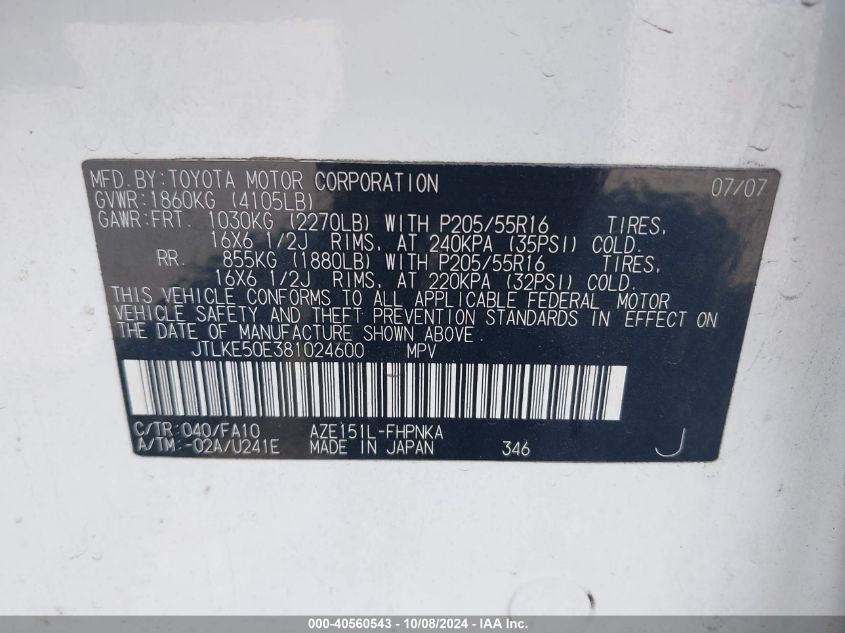 MFD. BY: TOYOTA MOTOR CORPORATION 07/07
GVWR: 1860KG (4105LB)
GAWR: FRT. 1030KG (2270LB) WITH P205/55R16 TIRES,
16X6 1/2J RIMS, AT 240KPA (35PSI) COLD.
RR. 855KG (1880LB) WITH P205/55R16 TIRES,
16X6 1/2J RIMS, AT 220KPA (32PSI) COLD.
THIS VEHICLE CONFORMS TO ALL APPLICABLE FEDERAL MOTOR
VEHICLE SAFETY AND THEFT PREVENTION STANDARDS IN EFFECT ON
THE DATE OF MANUFACTURE SHOWN ABOVE.
JTLKE50E381024600 MPV
C/TR: 040/FA10 AZE151L-FHPNKA
A/TM: -02A/U241E MADE IN JAPAN 346 J
000-40560543 - 10/08/2024 - IAA Inc.